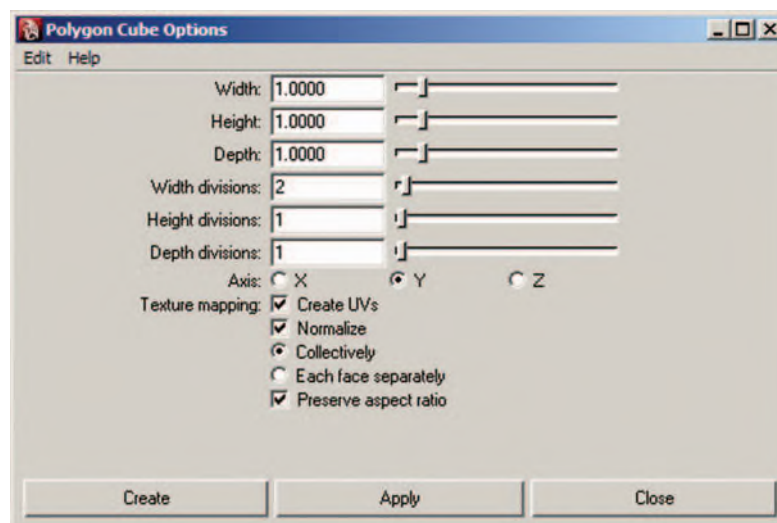 Polygon Cube Options
Edit Help
Width: 1.0000
Height: 1.0000
Depth: 1.0000
Width divisions: 2
Height divisions: 1
Depth divisions: 1
Axis: X Y Z
Texture mapping: Create UVs
Normalize
Collectively
Each face separately
Preserve aspect ratio
Create Apply Close